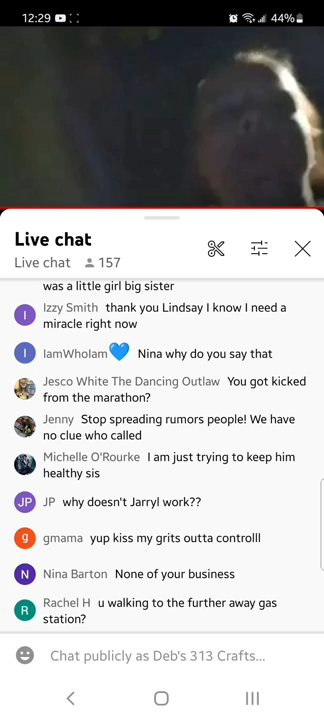 12:29
44%
Live chat
Live chat 157
was a little girl big sister
I Izzy Smith thank you Lindsay I know I need a
miracle right now
I IamWhoIam💙 Nina why do you say that
Jesco White The Dancing Outlaw You got kicked
from the marathon?
Jenny Stop spreading rumors people! We have
no clue who called
Michelle O'Rourke I am just trying to keep him
healthy sis
JP JP why doesn't Jarryl work??
g gmama yup kiss my grits outta controlll
N Nina Barton None of your business
R Rachel H u walking to the further away gas
station?
Chat publicly as Deb's 313 Crafts...